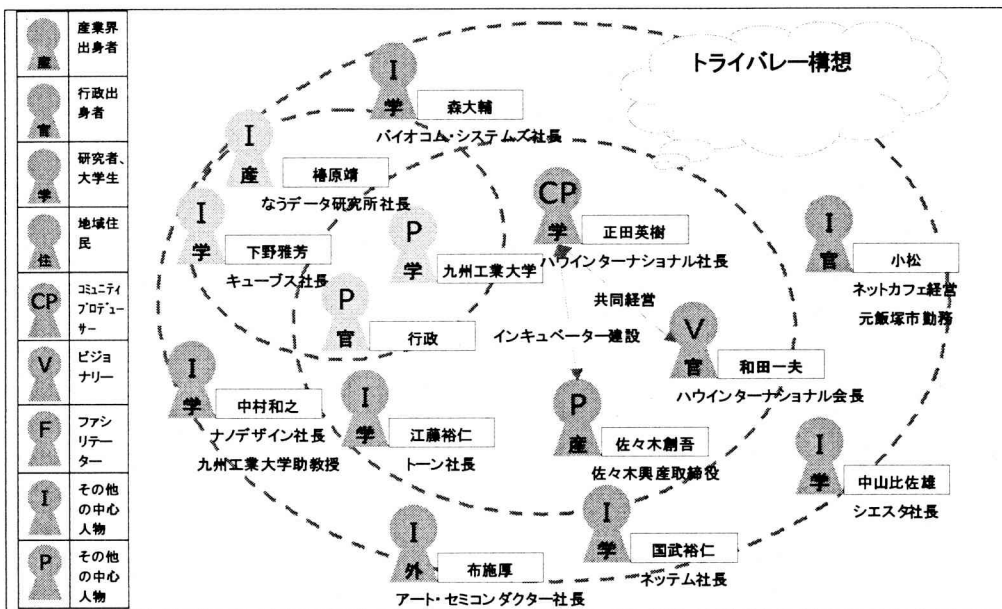 産
産業界
出身者
官
行政出
身者
学
研究者、
大学生
住
地域住
民
CP
コミュニティ
プロデュー
サー
V
ビジョ
ナリー
F
ファシ
リテー
ター
I
その他
の中心
人物
P
その他
の中心
人物
トライバレー構想
I
学
森大輔
バイオコム・システムズ社長
I
産
椿原靖
なうデータ研究所社長
I
学
下野雅芳
キューブス社長
P
学
九州工業大学
P
官
行政
CP
学
正田英樹
ハウインターナショナル社長
共同経営
インキュベーター建設
I
官
小松
ネットカフェ経営
元飯塚市勤務
V
官
和田一夫
ハウインターナショナル会長
I
学
中村和之
ナノデザイン社長
九州工業大学助教授
I
学
江藤裕仁
トーン社長
P
産
佐々木創吾
佐々木興産取締役
I
学
中山比佐雄
シエスタ社長
I
学
国武裕仁
ネッテム社長
I
外
布施厚
アート・セミコンダクター社長